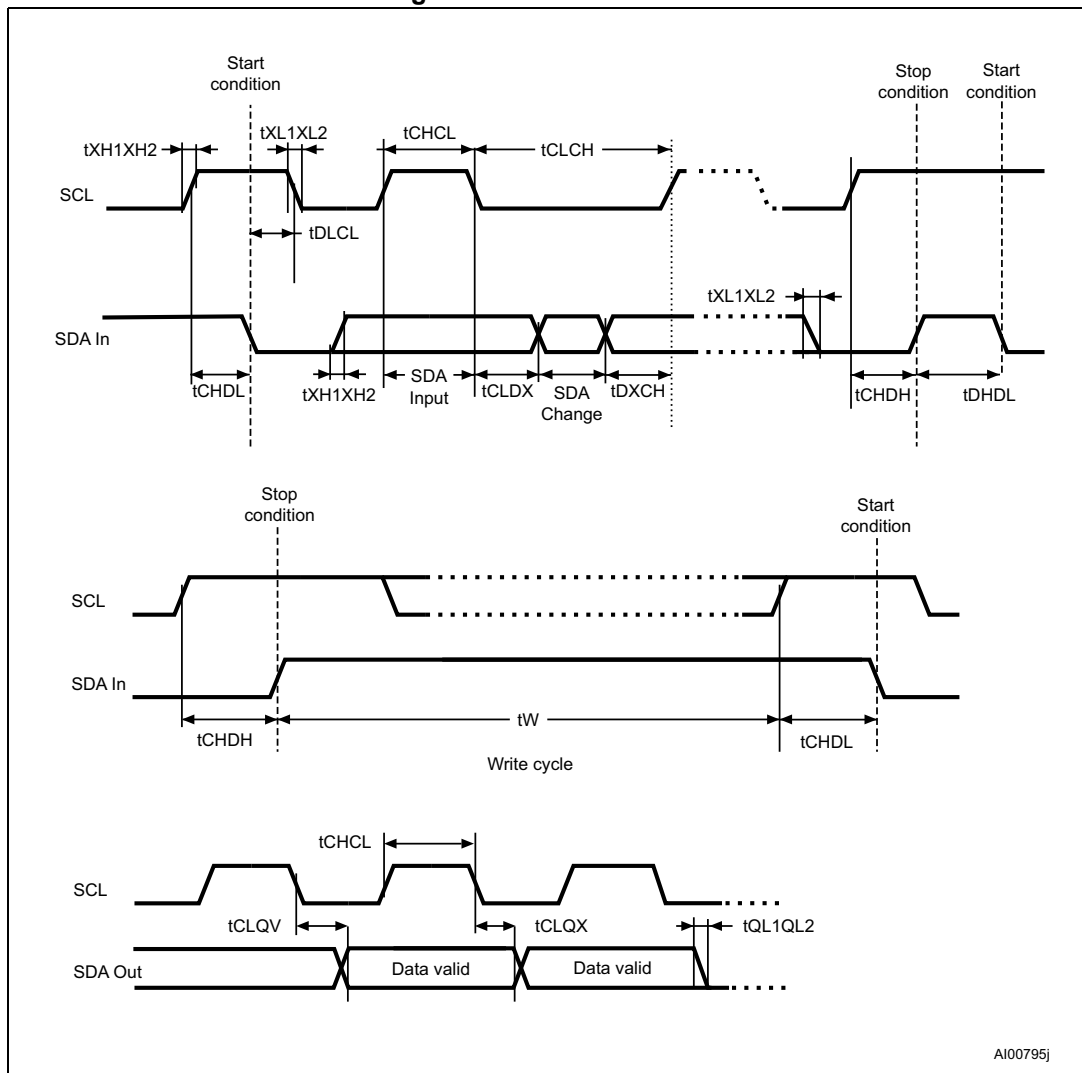 Start
condition
Stop
condition
Start
condition
tXH1XH2
tXL1XL2
tCHCL
tCLCH
SCL
tDLCL
tXL1XL2
SDA In
tCHDL
tXH1XH2
SDA
Input
tCLDX
SDA
Change
tDXCH
tCHDH
tDHDL
Stop
condition
Start
condition
SCL
SDA In
tCHDH
tW
tCHDL
Write cycle
tCHCL
SCL
tCLQV
tCLQX
tQL1QL2
SDA Out
Data valid
Data valid
AI00795j